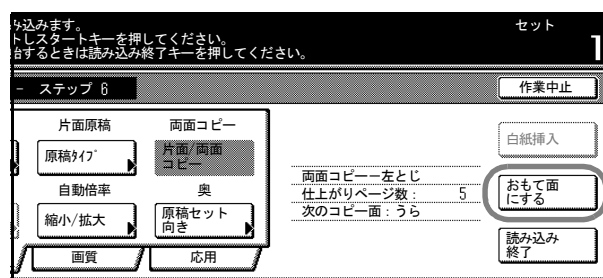 み込みます。
トしスタートキーを押してください。
始するときは読み込み終了キーを押してください。
セット
1
- ステップ 6
作業中止
片面原稿
両面コピー
原稿ﾀｲﾌﾟ
片面/両面
コピー
自動倍率
奥
縮小/拡大
原稿セット
向き
画質
応用
両面コピーー左とじ
仕上がりページ数: 5
次のコピー面:うら
白紙挿入
おもて面
にする
読み込み
終了